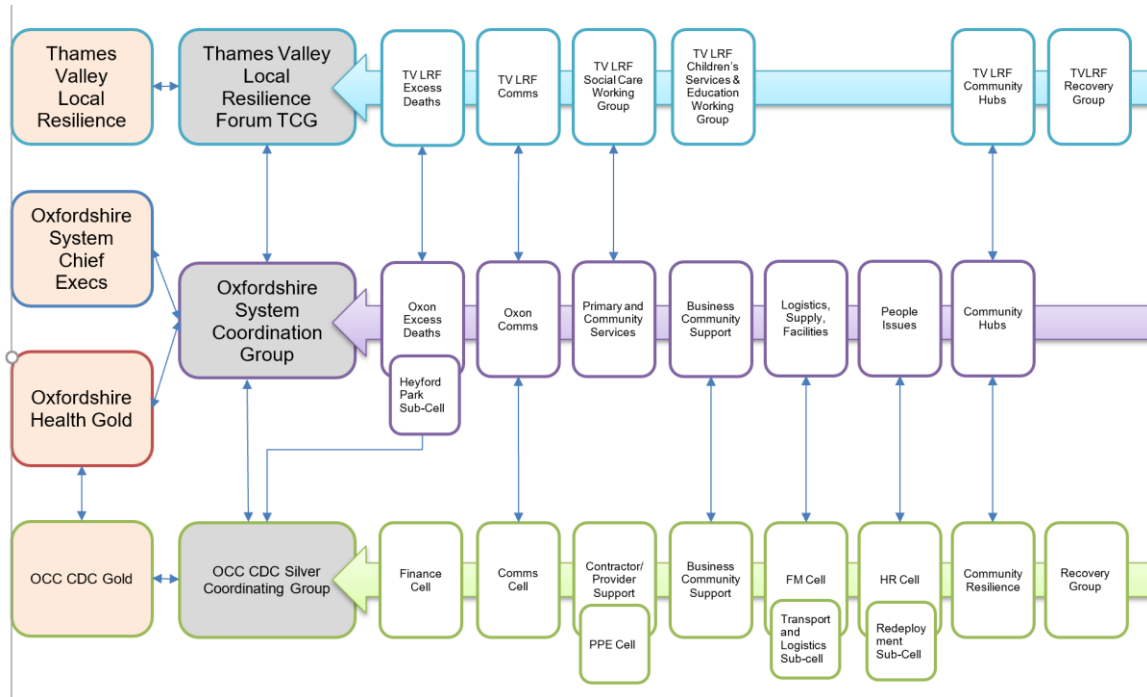 Thames
Valley
Local
Resilience
Thames Valley
Local
Resilience
Forum TCG
TV LRF
Excess
Deaths
TV LRF
Comms
TV LRF
Social Care
Working
Group
TV LRF
Children's
Services &
Education
Working
Group
TV LRF
Community
Hubs
TVLRF
Recovery
Group
Oxfordshire
System
Chief
Execs
Oxfordshire
System
Coordination
Group
Oxon
Excess
Deaths
Heyford
Park
Sub-Cell
Oxon
Comms
Primary and
Community
Services
Business
Community
Support
Logistics,
Supply,
Facilities
People
Issues
Community
Hubs
Oxfordshire
Health Gold
OCC CDC Gold
OCC CDC Silver
Coordinating Group
Finance
Cell
Comms
Cell
Contractor/
Provider
Support
PPE Cell
Business
Community
Support
FM Cell
Transport
and
Logistics
Sub-cell
HR Cell
Redeploy
ment
Sub-Cell
Community
Resilience
Recovery
Group